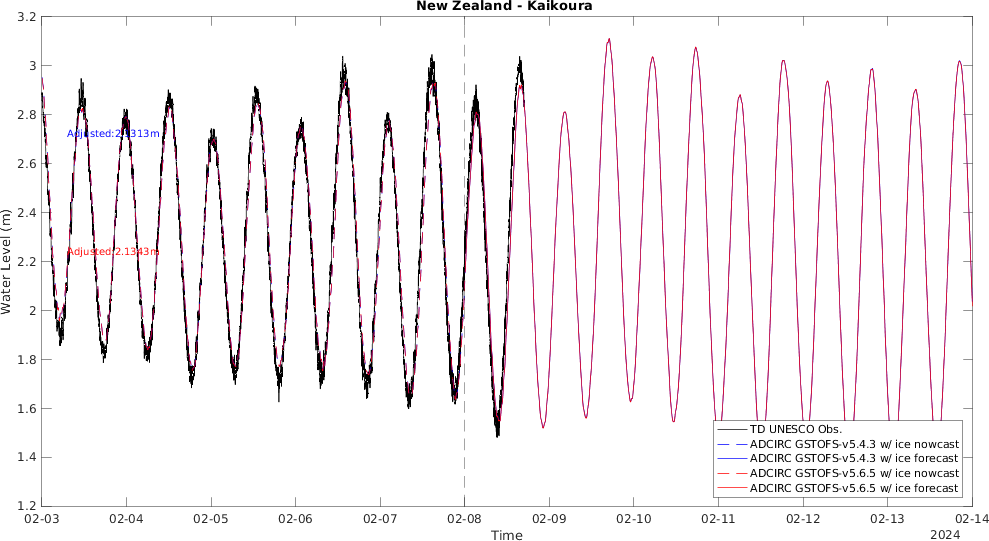 New Zealand - Kaikoura
3.2
3
2.8
2.6
2.4
2.2
2
1.8
1.6
1.4
1.2
Water Level (m)
Adjusted:2.1313m
Adjusted:2.1343m
TD UNESCO Obs.
ADCIRC GSTOFS-v5.4.3 w/ ice nowcast
ADCIRC GSTOFS-v5.4.3 w/ ice forecast
ADCIRC GSTOFS-v5.6.5 w/ ice nowcast
ADCIRC GSTOFS-v5.6.5 w/ ice forecast
02-03 02-04 02-05 02-06 02-07 02-08 02-09 02-10 02-11 02-12 02-13 02-14
Time
2024